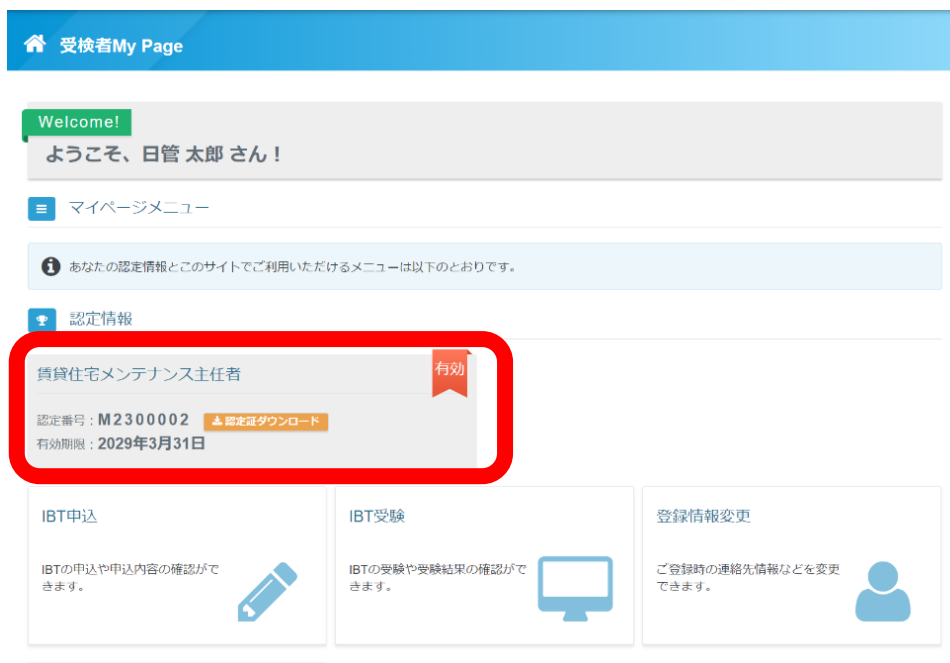 受検者My Page
Welcome!
ようこそ、日管 太郎 さん！
マイページメニュー
あなたの認定情報とこのサイトでご利用いただけるメニューは以下のとおりです。
認定情報
賃貸住宅メンテナンス主任者
有効
認定番号：M2300002 認定証ダウンロード
有効期限：2029年3月31日
IBT申込
IBTの申込や申込内容の確認がで
きます。
IBT受験
IBTの受験や受験結果の確認がで
きます。
登録情報変更
ご登録時の連絡先情報などを変更
できます。